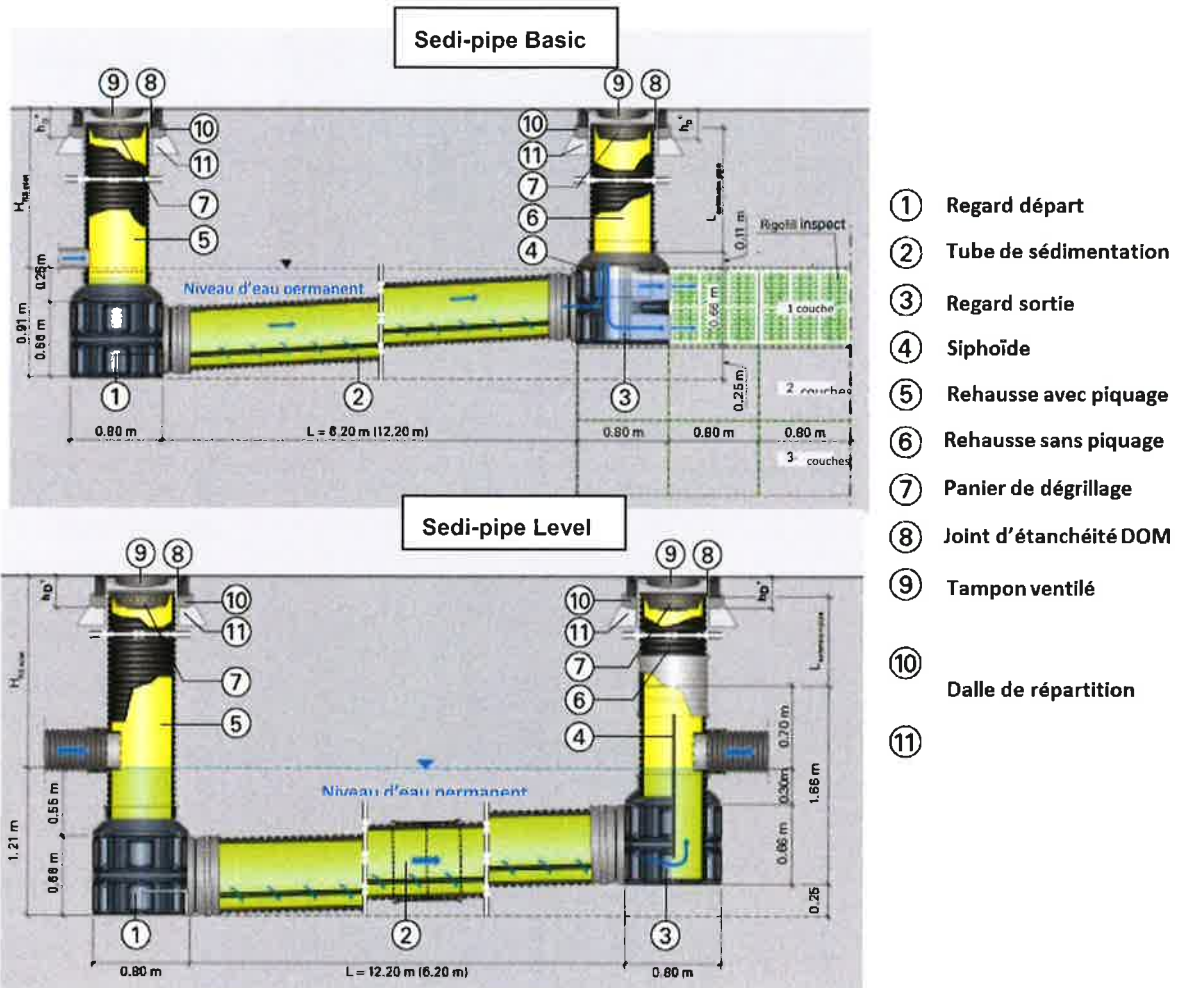 Sedi-pipe Basic
9 8 9 8
10 10
11 11
7 7
6
5
4
0.11 m
Rigofill inspect
Niveau d'eau permanent
0.25 m
0.91 m
0.66 m
0.66 m
1 couche
0.25 m
2 couches
1 2 3
0.80 m L = 6.20 m (12.20 m) 0.80 m 0.80 m 0.80 m
3 couches
Sedi-pipe Level
9 8 9 8
10 10
11 11
7 7
6
5
4
0.20 m
Niveau d'eau permanent
0.30m
1.66 m
0.55 m
1.21 m
0.66 m
0.66 m
0.25
1 2 3
0.80 m L = 12.20 m (6.20 m) 0.80 m
1 Regard départ
2 Tube de sédimentation
3 Regard sortie
4 Siphoïde
5 Rehausse avec piquage
6 Rehausse sans piquage
7 Panier de dégrillage
8 Joint d'étanchéité DOM
9 Tampon ventilé
10
Dalle de répartition
11